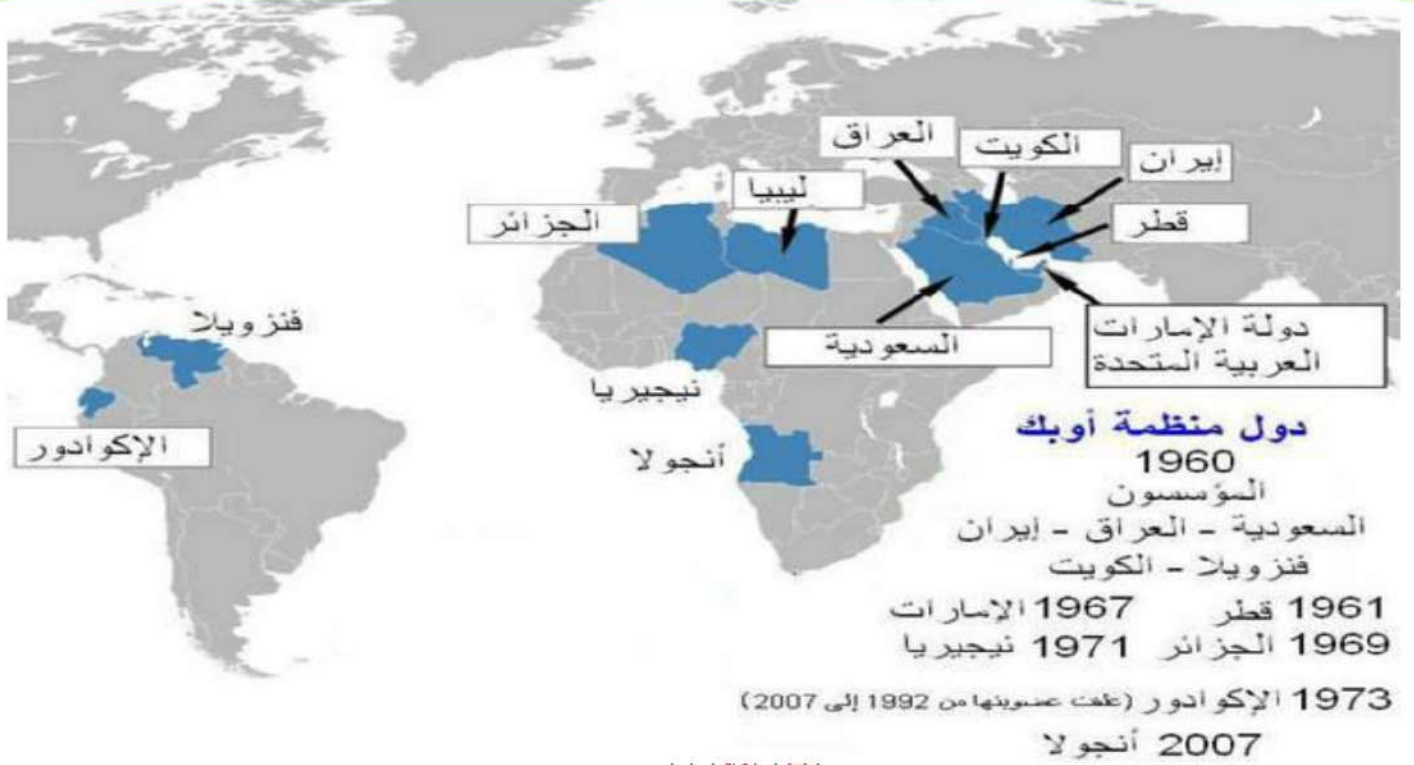 العراق
الكويت
إيران
ليبيا
الجزائر
قطر
فنزويلا
السعودية
دولة الإمارات
العربية المتحدة
نيجيريا
الإكوادور
أنجولا
دول منظمة أوبك
1960
المؤسسون
السعودية - العراق - إيران
فنزويلا - الكويت
1961 قطر 1967 الإمارات
1969 الجزائر 1971 نيجيريا
1973 الإكوادور (علقت عضويتها من 1992 إلى 2007)
2007 أنجولا